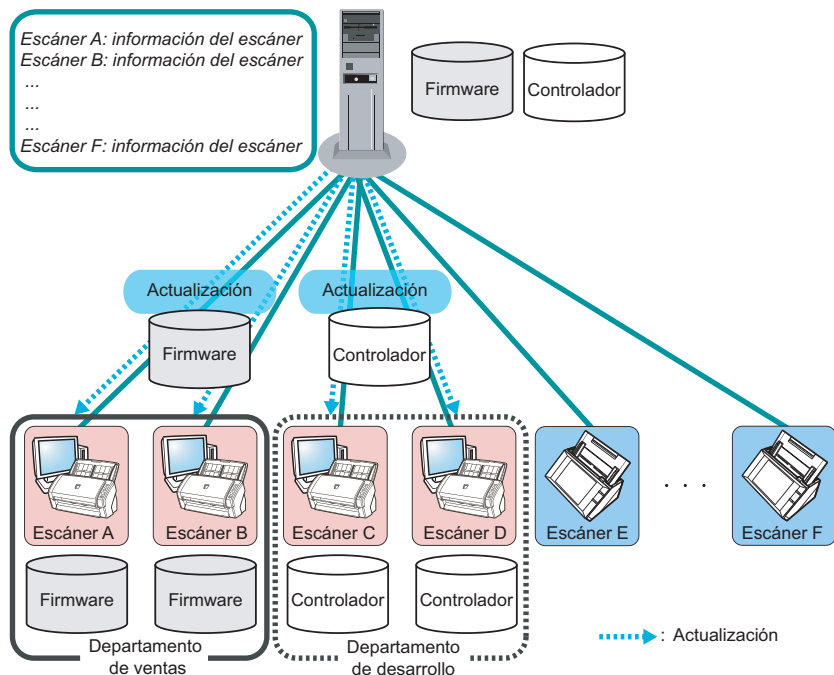 Escáner A: información del escáner
Escáner B: información del escáner
...
...
...
Escáner F: información del escáner
Firmware
Controlador
Actualización
Actualización
Firmware
Controlador
Escáner A
Escáner B
Escáner C
Escáner D
Escáner E
. . .
Escáner F
Firmware
Firmware
Controlador
Controlador
Departamento
de ventas
Departamento
de desarrollo
: Actualización